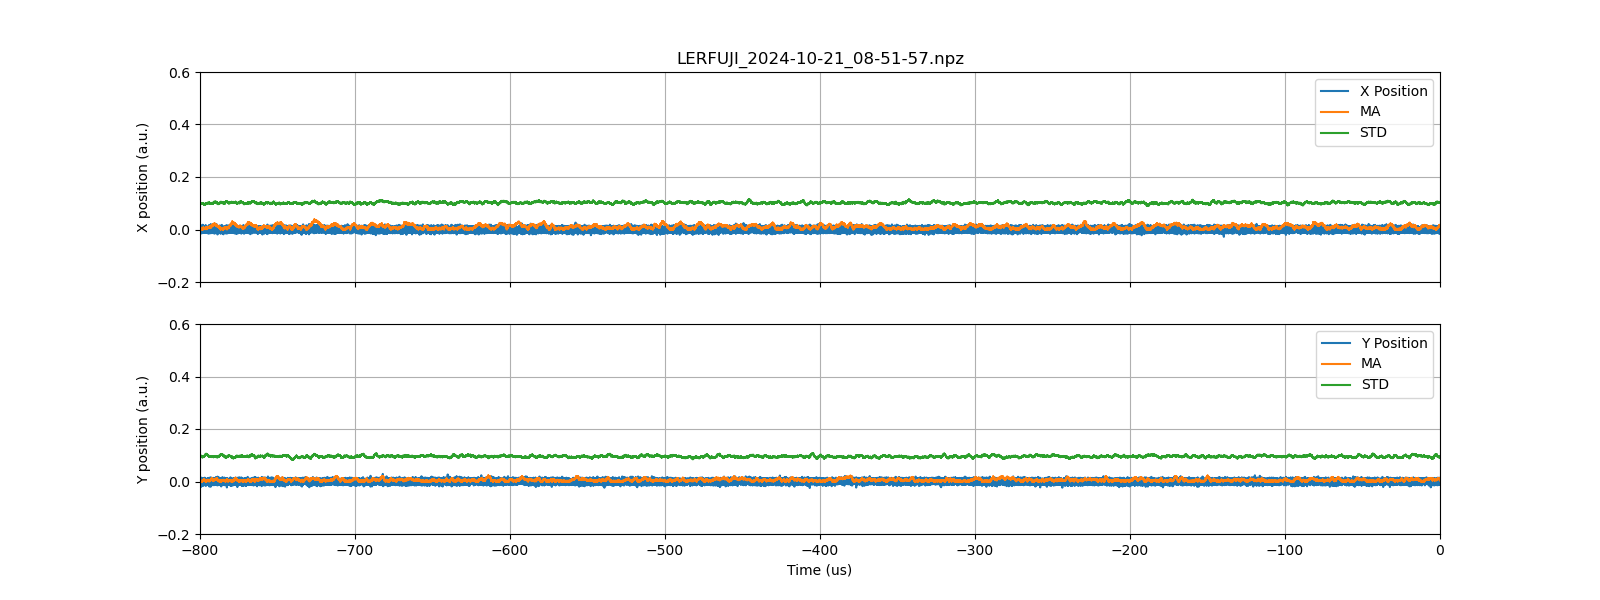 LERFUJI_2024-10-21_08-51-57.npz
0.6
0.4
0.2
0.0
−0.2
X position (a.u.)
X Position
MA
STD
0.6
0.4
0.2
0.0
−0.2
Y position (a.u.)
Y Position
MA
STD
−800 −700 −600 −500 −400 −300 −200 −100 0
Time (us)